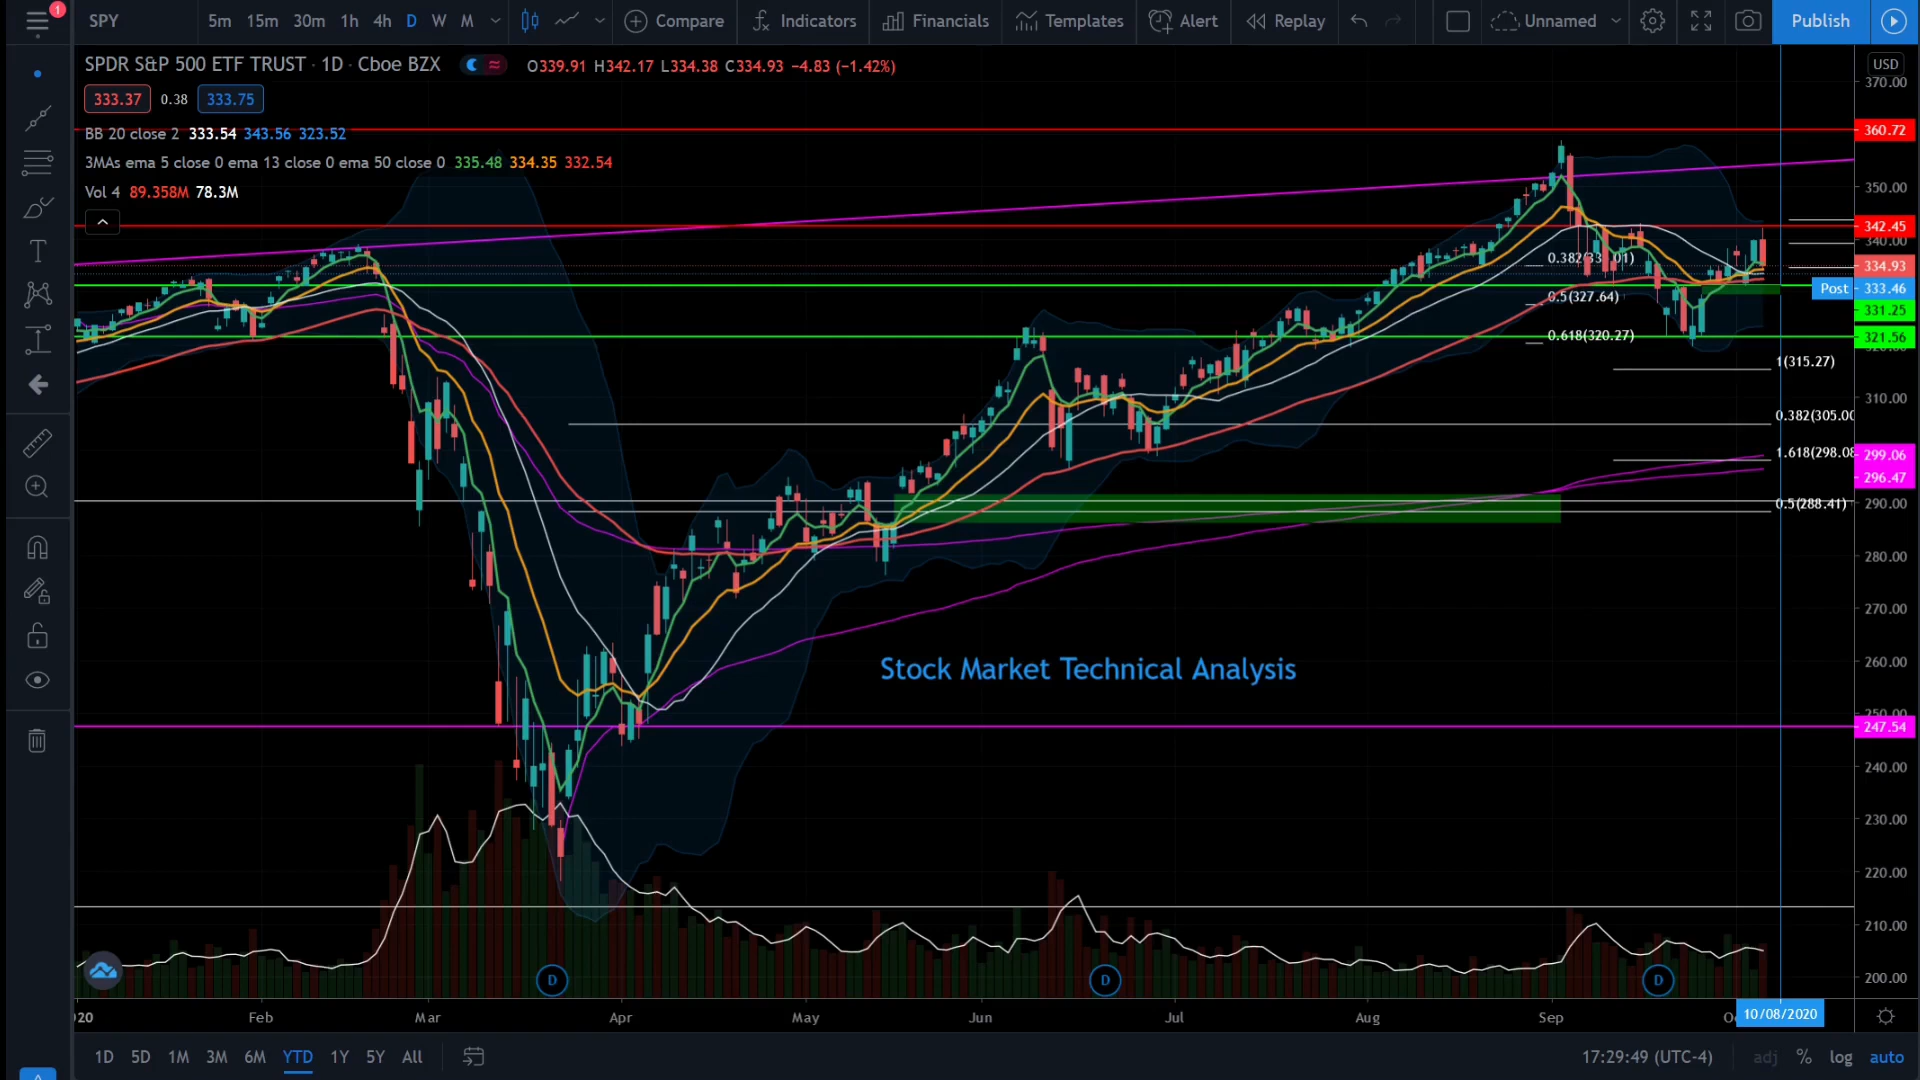 1
SPY 5m 15m 30m 1h 4h D W M Compare Indicators Financials Templates Alert Replay Unnamed Publish
SPDR S&P 500 ETF TRUST · 1D · Cboe BZX O339.91 H342.17 L334.38 C334.93 −4.83 (−1.42%)
USD
333.37 0.38 333.75
BB 20 close 2 333.54 343.56 323.52
3MAs ema 5 close 0 ema 13 close 0 ema 50 close 0 335.48 334.35 332.54
Vol 4 89.358M 78.3M
370.00
360.72
350.00
342.45
340.00
334.93
Post 333.46
331.25
321.56
310.00
299.06
296.47
290.00
280.00
270.00
260.00
250.00
247.54
240.00
230.00
220.00
210.00
200.00
0.5(327.64)
0.618(320.27)
1(315.27)
0.382(305.00
1.618(298.08
0.5(288.41)
Stock Market Technical Analysis
D D D
Feb Mar Apr May Jun Jul Aug Sep 10/08/2020
1D 5D 1M 3M 6M YTD 1Y 5Y All 17:29:49 (UTC-4) adj % log auto